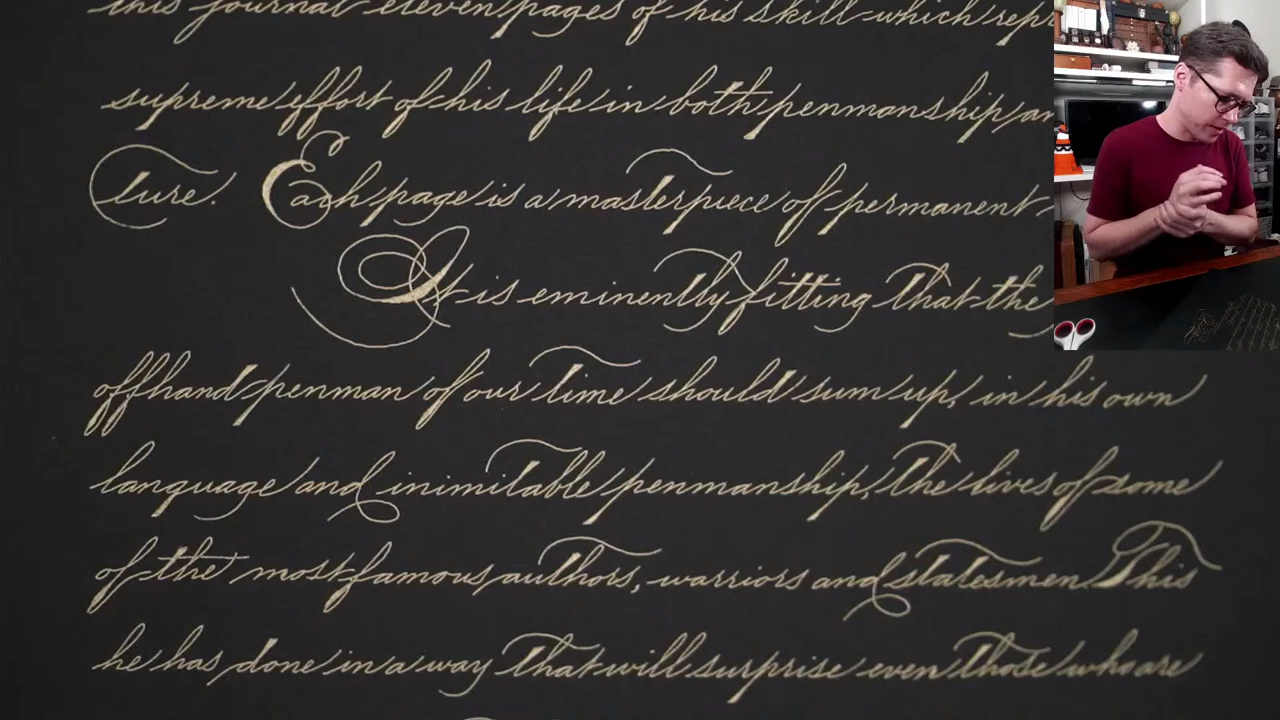 this journal eleven pages of his skill which rep
supreme effort of his life in both penmanship, an
ture. Each page is a masterpiece of permanent
It is eminently fitting that the
offhand penman of our time should sum up, in his own
language and inimitable penmanship, the lives of some
of the most famous authors, warriors and statesmen. This
he has done in a way that will surprise even those who are